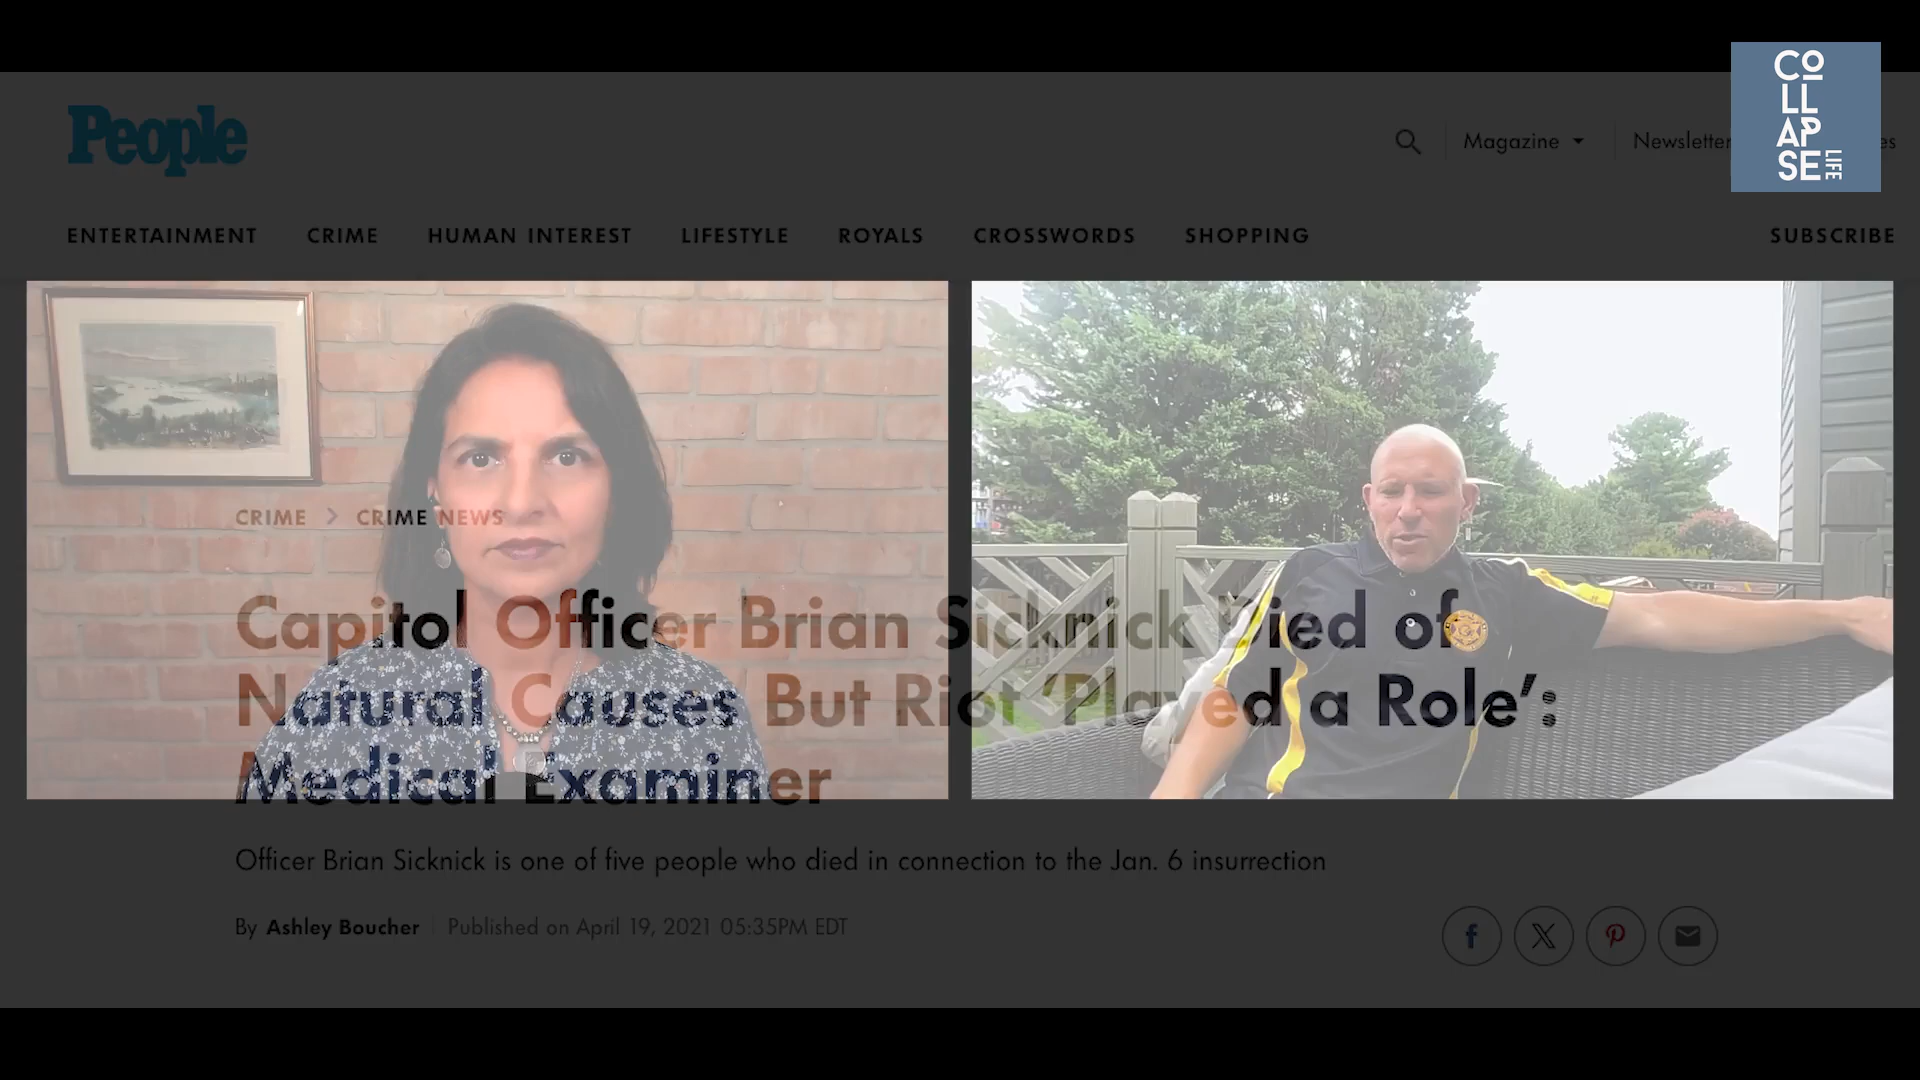 People
Magazine
Newsletter
es
CO
LL
AP
SE
LIFE
ENTERTAINMENT CRIME HUMAN INTEREST LIFESTYLE ROYALS CROSSWORDS SHOPPING SUBSCRIBE
CRIME > CRIME NEWS
Capitol Officer Brian Sicknick Died of
Natural Causes But Riot ‘Played a Role’:
Medical Examiner
Officer Brian Sicknick is one of five people who died in connection to the Jan. 6 insurrection
By Ashley Boucher Published on April 19, 2021 05:35PM EDT